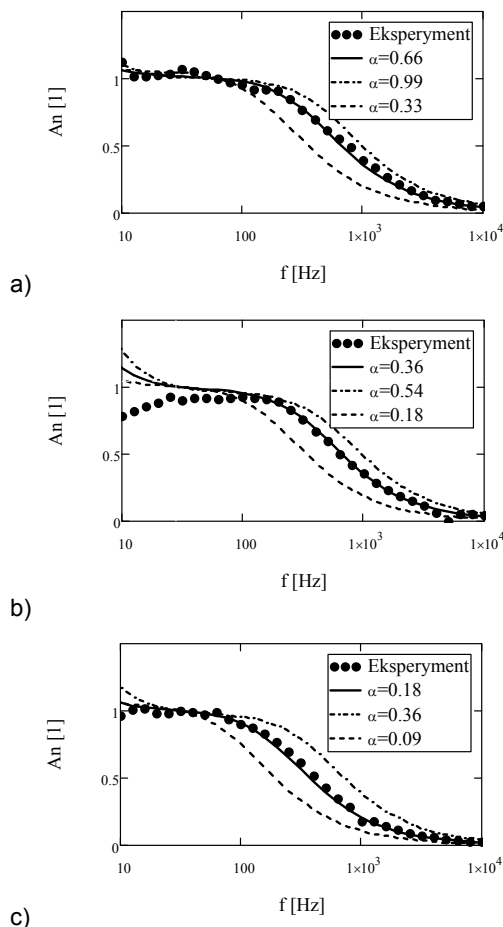 Eksperyment
α=0.66
α=0.99
α=0.33
An [1]
1
0.5
0
10
100
1×10³
1×10⁴
f [Hz]
a)
Eksperyment
α=0.36
α=0.54
α=0.18
An [1]
1
0.5
0
10
100
1×10³
1×10⁴
f [Hz]
b)
Eksperyment
α=0.18
α=0.36
α=0.09
An [1]
1
0.5
0
10
100
1×10³
1×10⁴
f [Hz]
c)